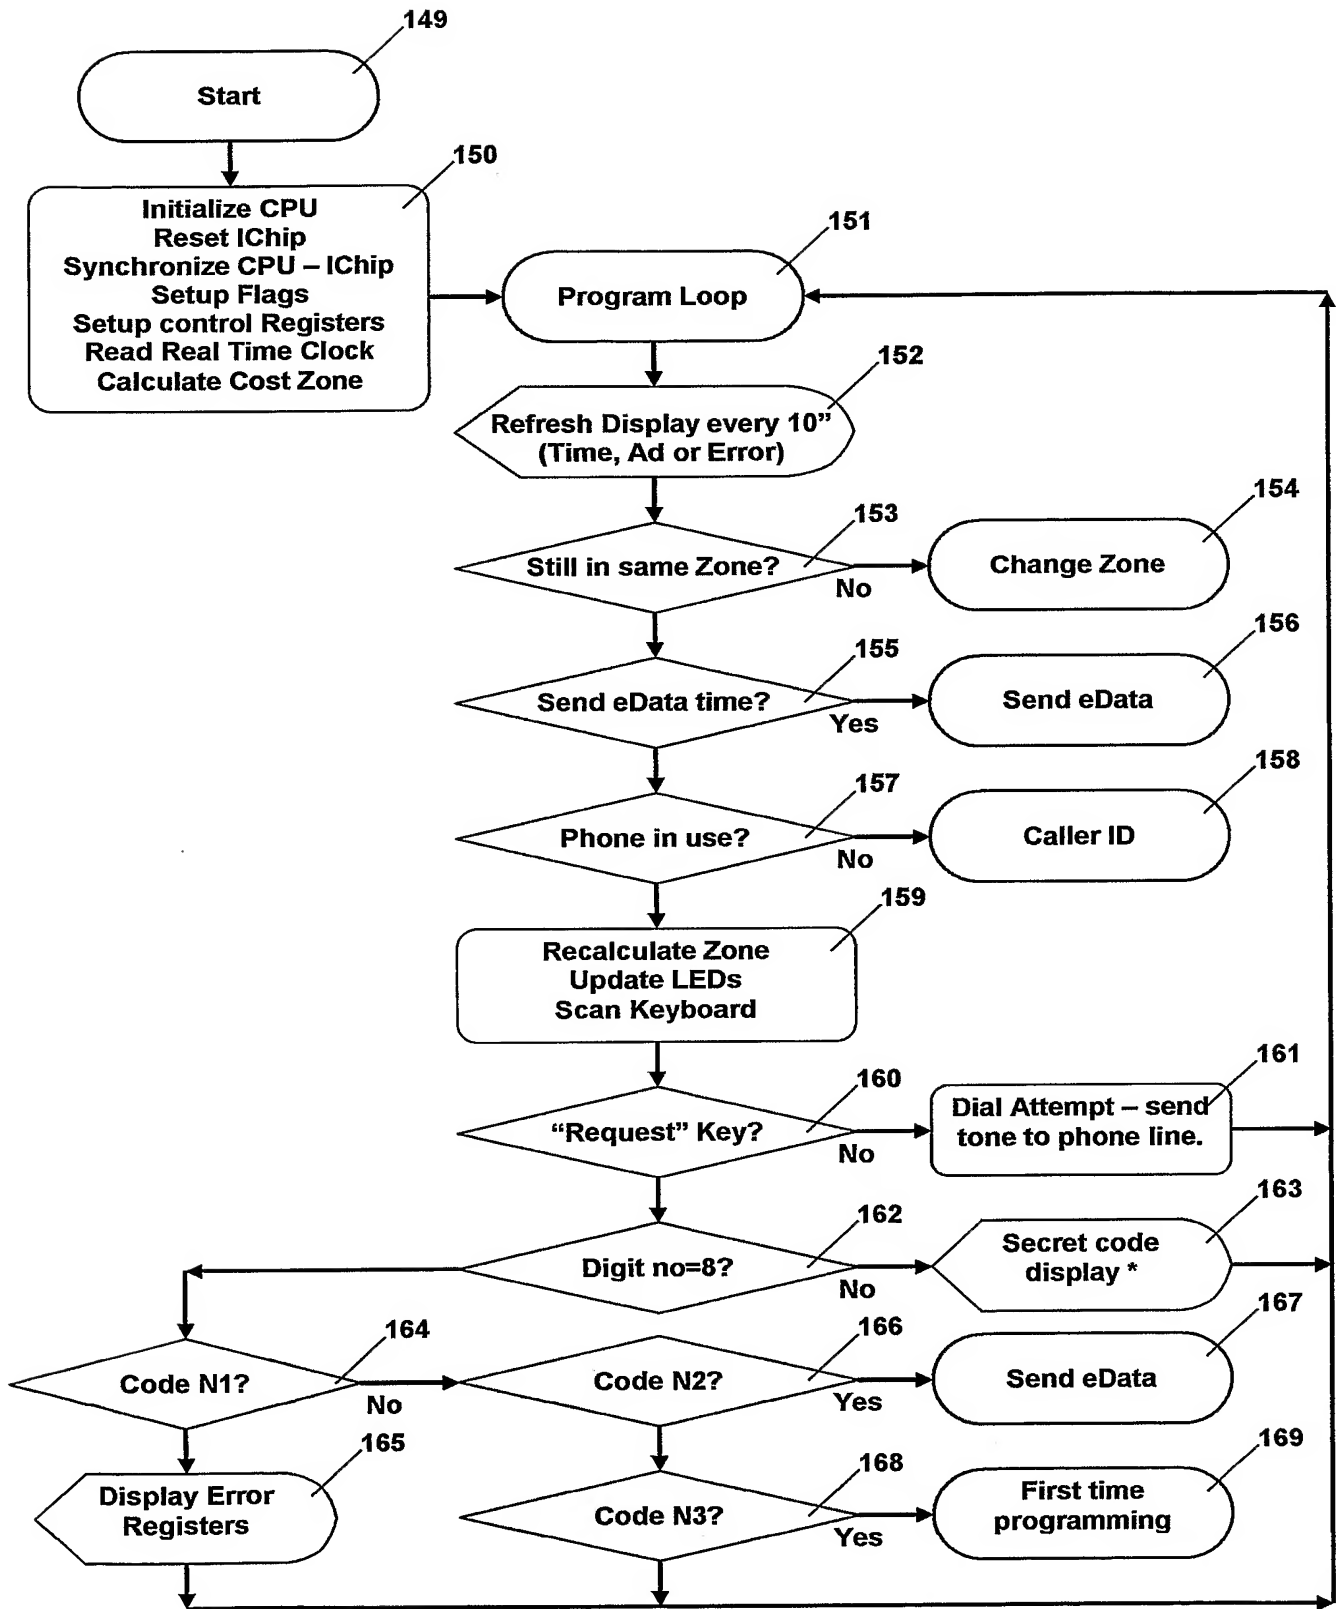 149
Start
150
Initialize CPU
Reset IChip
Synchronize CPU – IChip
Setup Flags
Setup control Registers
Read Real Time Clock
Calculate Cost Zone
151
Program Loop
152
Refresh Display every 10”
(Time, Ad or Error)
153
Still in same Zone?
No
154
Change Zone
155
Send eData time?
Yes
156
Send eData
157
Phone in use?
No
158
Caller ID
159
Recalculate Zone
Update LEDs
Scan Keyboard
160
“Request” Key?
No
161
Dial Attempt – send
tone to phone line.
162
Digit no=8?
No
163
Secret code
display *
164
Code N1?
No
166
Code N2?
Yes
167
Send eData
165
Display Error
Registers
168
Code N3?
Yes
169
First time
programming